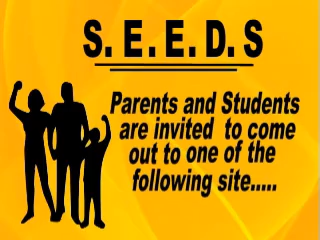 S. E. E. D. S
Parents and Students
are invited to come
out to one of the
following site.....